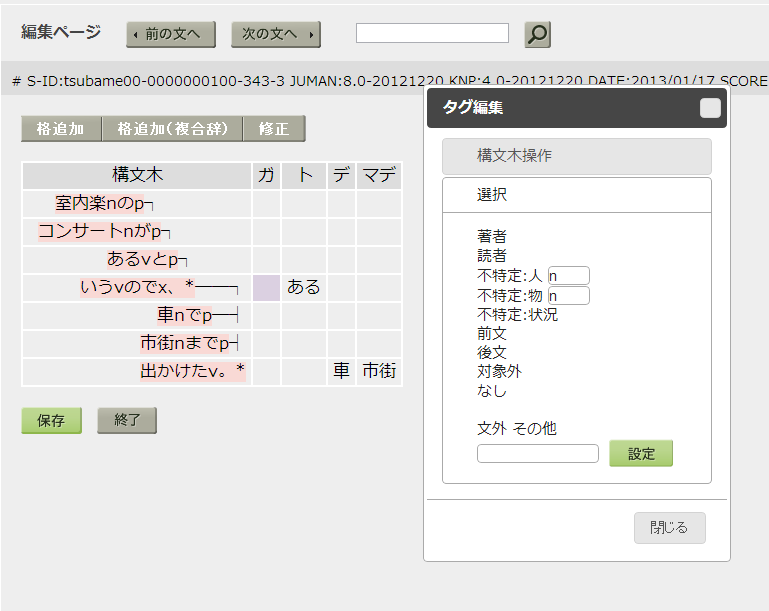 編集ページ 前の文へ 次の文へ
# S-ID:tsubame00-0000000100-343-3 JUMAN:8.0-20121220 KNP:4.0-20121220 DATE:2013/01/17 SCORE
格追加 格追加(複合辞) 修正
構文木 ガ ト デ マデ
室内楽nのp┐
コンサートnがp┐
あるvとp┐
いうvのでx、*──┐ ある
車nでp─┤
市街nまでp┤
出かけたv。* 車 市街
保存 終了
タグ編集
構文木操作
選択
著者
読者
不特定:人 n
不特定:物 n
不特定:状況
前文
後文
対象外
なし
文外 その他
設定
閉じる